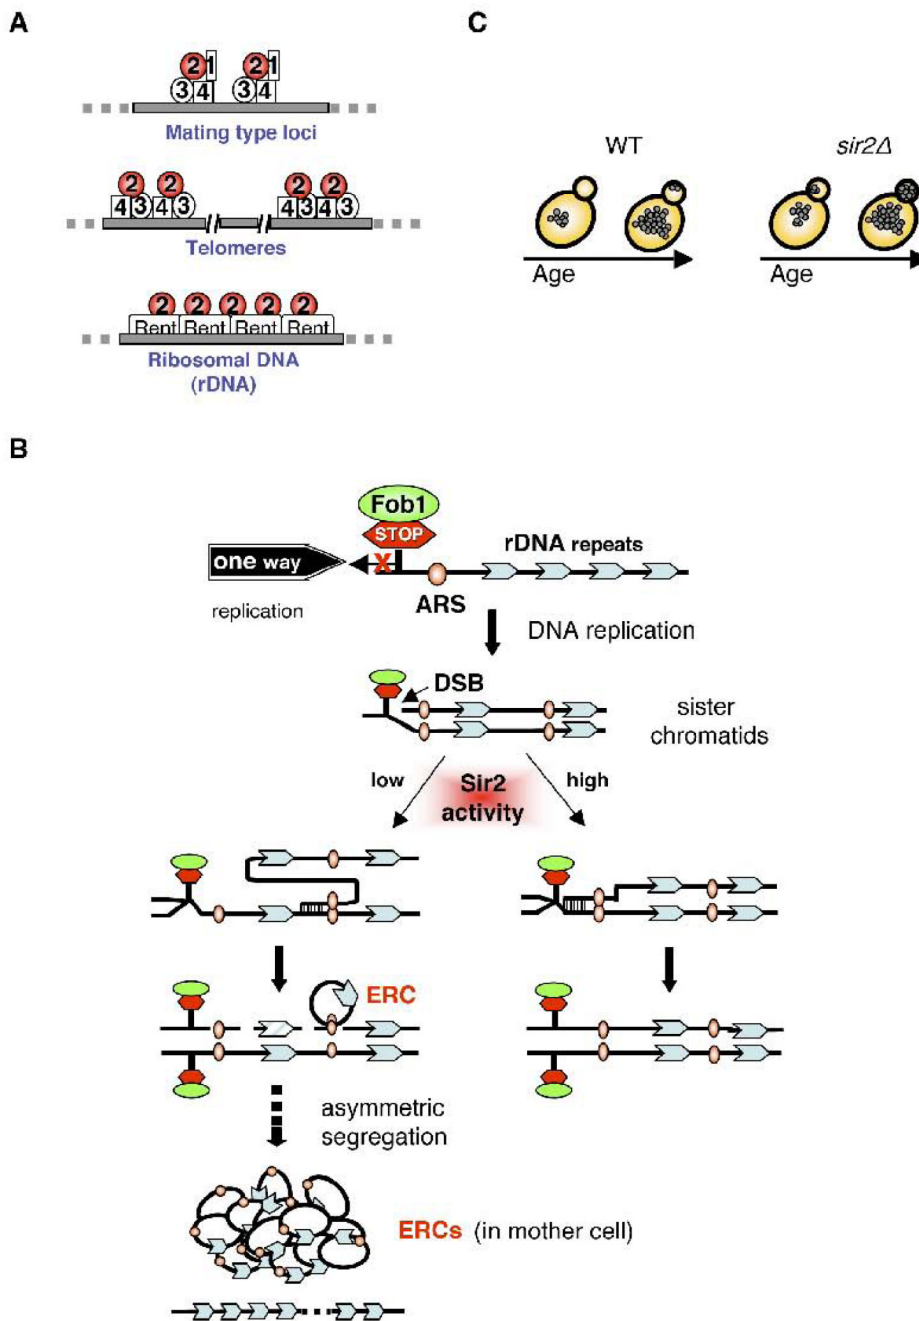 A
2 1 2 1
3 4 3 4
Mating type loci
2 2 2 2
4 3 4 3 4 3 4 3
Telomeres
2 2 2 2 2
Rent Rent Rent Rent
Ribosomal DNA
(rDNA)
C
WT sir2Δ
Age Age
B
Fob1
STOP
one way X rDNA repeats
replication ARS
DNA replication
DSB
sister
chromatids
low Sir2 high
activity
ERC
asymmetric
segregation
ERCs (in mother cell)